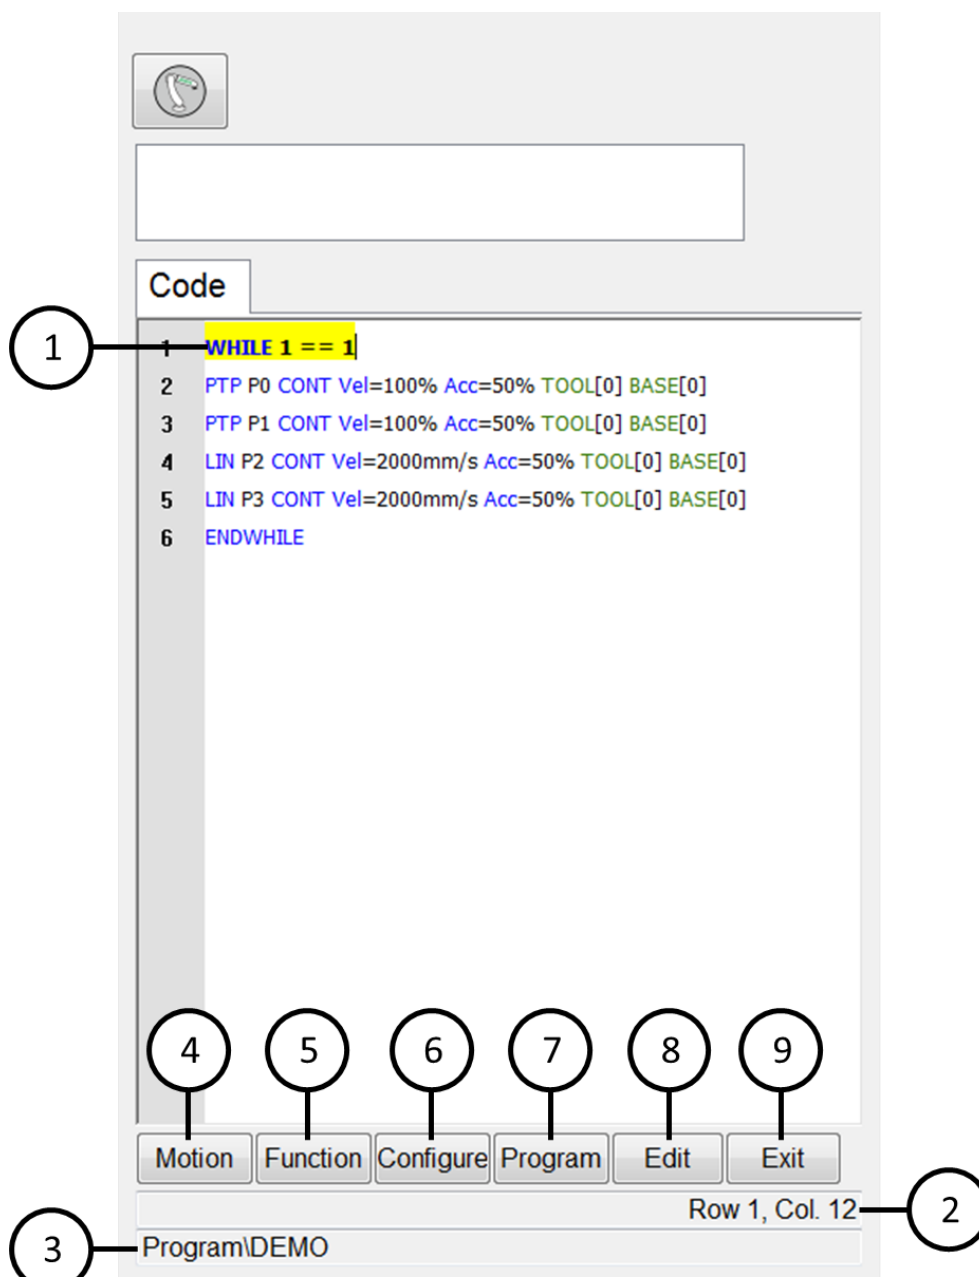 Code
1 1 WHILE 1 == 1
2 PTP P0 CONT Vel=100% Acc=50% TOOL[0] BASE[0]
3 PTP P1 CONT Vel=100% Acc=50% TOOL[0] BASE[0]
4 LIN P2 CONT Vel=2000mm/s Acc=50% TOOL[0] BASE[0]
5 LIN P3 CONT Vel=2000mm/s Acc=50% TOOL[0] BASE[0]
6 ENDWHILE
4 5 6 7 8 9
Motion Function Configure Program Edit Exit
Row 1, Col. 12 2
3 Program\DEMO